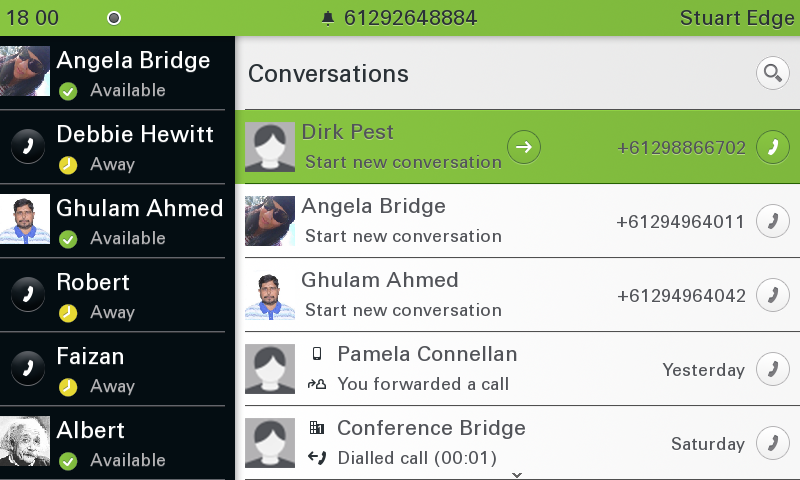 18 00 61292648884 Stuart Edge
Angela Bridge
Available
Debbie Hewitt
Away
Ghulam Ahmed
Available
Robert
Away
Faizan
Away
Albert
Available
Conversations
Dirk Pest
Start new conversation +61298866702
Angela Bridge
Start new conversation +61294964011
Ghulam Ahmed
Start new conversation +61294964042
Pamela Connellan
You forwarded a call Yesterday
Conference Bridge
Dialled call (00:01) Saturday